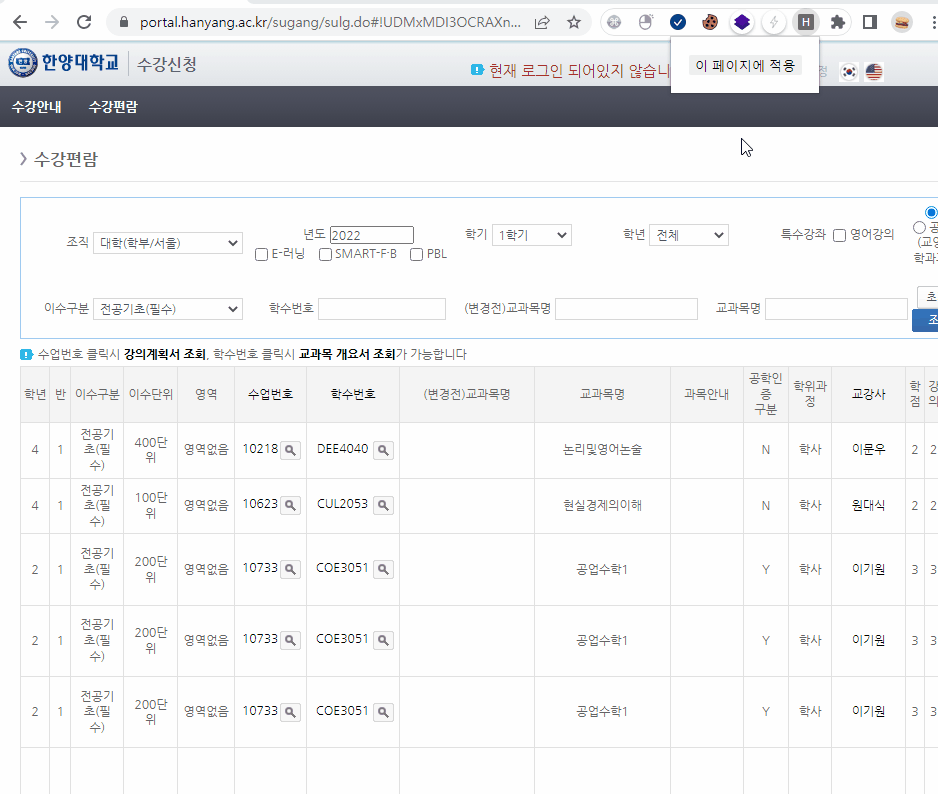 portal.hanyang.ac.kr/sugang/sulg.do#!UDMxMDI3OCRAXn...
H
한양대학교 수강신청
현재 로그인 되어있지 않습니
이 페이지에 적용
수강안내 수강편람
수강편람
조직 대학(학부/서울) 년도 2022 학기 1학기 학년 전체 특수강좌 영어강의
E-러닝 SMART-F·B PBL
(교양
학과
이수구분 전공기초(필수) 학수번호 (변경전)교과목명 교과목명
초
조
수업번호 클릭시 강의계획서 조회, 학수번호 클릭시 교과목 개요서 조회가 가능합니다
학년 반 이수구분 이수단위 영역 수업번호 학수번호 (변경전)교과목명 교과목명 과목안내 공학인증 구분 학위과정 교강사 학점 강의
4 1 전공기초(필수) 400단위 영역없음 10218 DEE4040 논리및영어논술 N 학사 이문우 2 2
4 1 전공기초(필수) 100단위 영역없음 10623 CUL2053 현실경제의이해 N 학사 원대식 2 2
2 1 전공기초(필수) 200단위 영역없음 10733 COE3051 공업수학1 Y 학사 이기원 3 3
2 1 전공기초(필수) 200단위 영역없음 10733 COE3051 공업수학1 Y 학사 이기원 3 3
2 1 전공기초(필수) 200단위 영역없음 10733 COE3051 공업수학1 Y 학사 이기원 3 3